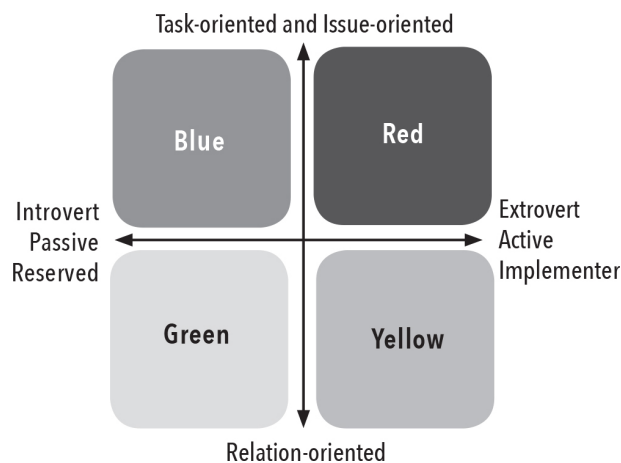 Task-oriented and Issue-oriented
Blue
Red
Introvert
Passive
Reserved
Extrovert
Active
Implementer
Green
Yellow
Relation-oriented